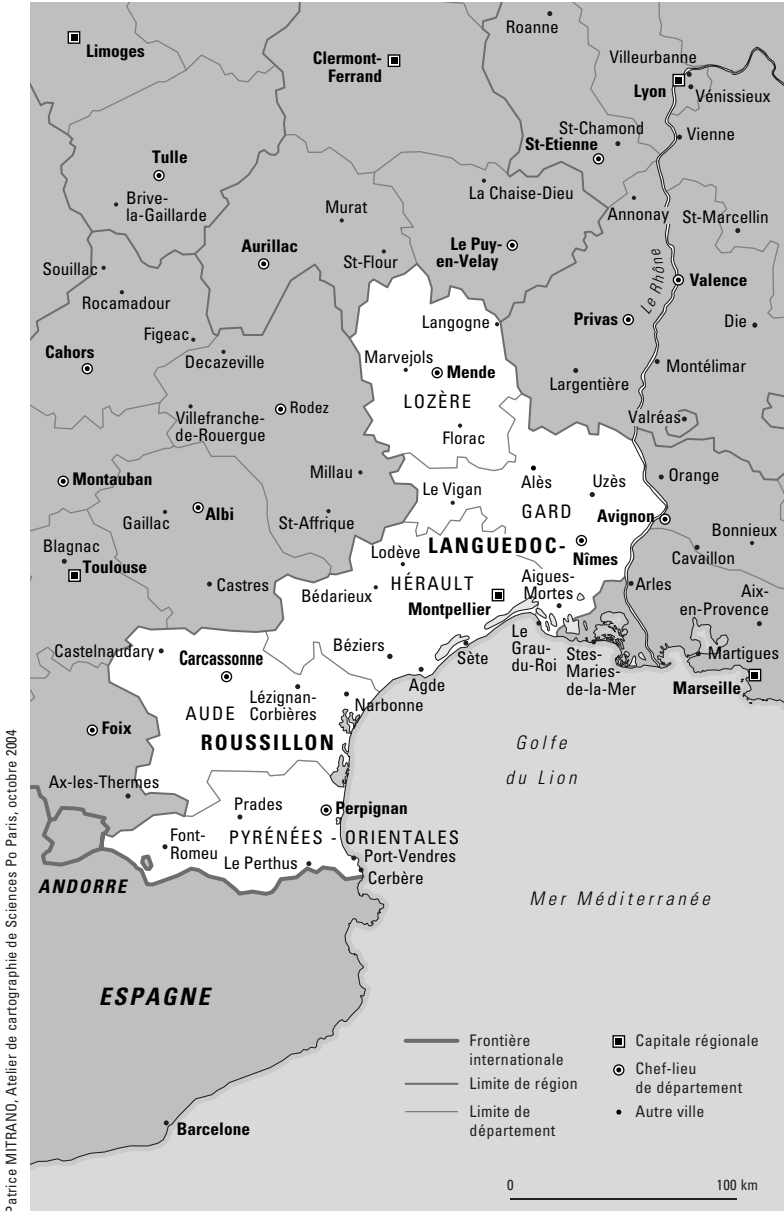 Roanne
Limoges
Clermont-
Ferrand
Villeurbanne
Lyon
Vénissieux
St-Chamond
St-Etienne
Vienne
Tulle
Brive-
la-Gaillarde
La Chaise-Dieu
Murat
Annonay
St-Marcellin
Aurillac
St-Flour
Le Puy-
en-Velay
Souillac
Rocamadour
Le Rhône
Valence
Langogne
Privas
Die
Figeac
Cahors
Decazeville
Marvejols
Mende
Largentière
Montélimar
LOZÈRE
Villefranche-
de-Rouergue
Rodez
Florac
Valréas
Montauban
Millau
Alès
Uzès
Orange
Le Vigan
GARD
Gaillac
Albi
St-Affrique
Avignon
Bonnieux
Blagnac
Toulouse
Lodève
LANGUEDOC-
Nîmes
Cavaillon
Castres
Bédarieux
HÉRAULT
Aigues-
Mortes
Arles
Aix-
en-Provence
Montpellier
Castelnaudary
Carcassonne
Béziers
Sète
Le
Grau-
du-Roi
Stes-
Maries-
de-la-Mer
Martigues
Marseille
Agde
Lézignan-
Corbières
Narbonne
AUDE
Foix
ROUSSILLON
Golfe
du Lion
Ax-les-Thermes
Prades
Perpignan
Font-
Romeu
PYRÉNÉES - ORIENTALES
Le Perthus
Port-Vendres
Cerbère
ANDORRE
Mer Méditerranée
ESPAGNE
Barcelone
Frontière
internationale
Limite de région
Limite de
département
Capitale régionale
Chef-lieu
de département
Autre ville
0 100 km
Patrice MITRANO, Atelier de cartographie de Sciences Po Paris, octobre 2004